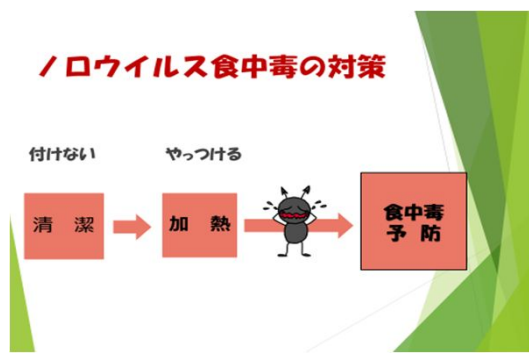 ノロウイルス食中毒の対策
付けない
やっつける
清 潔
加 熱
食中毒
予 防